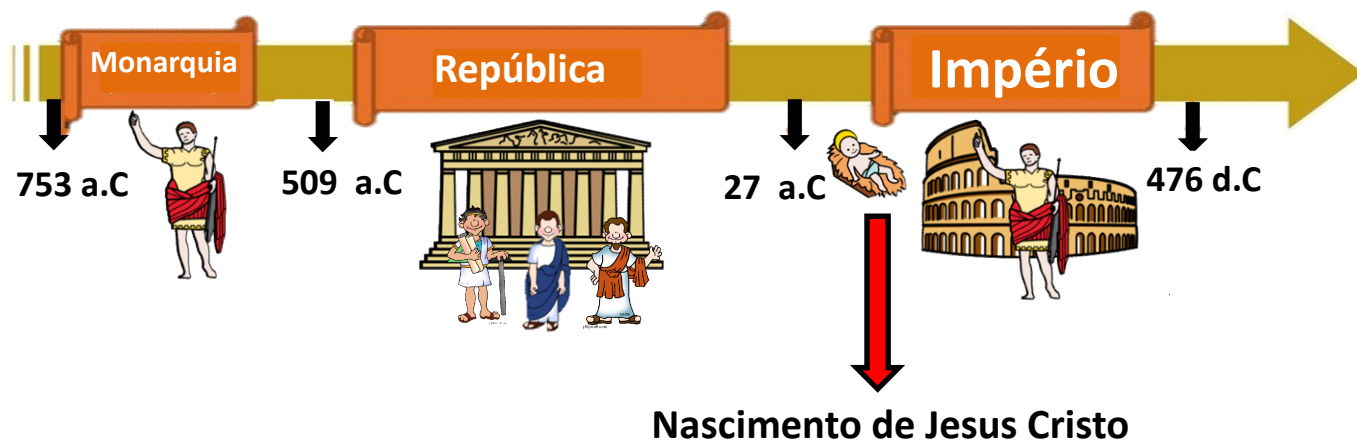 Monarquia
República
Império
753 a.C
509 a.C
27 a.C
476 d.C
Nascimento de Jesus Cristo